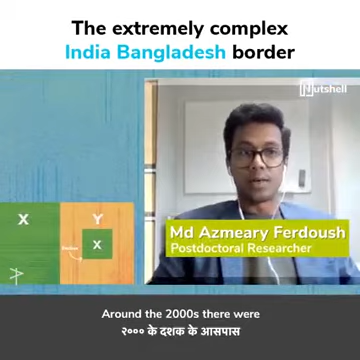 The extremely complex
India Bangladesh border
Nutshell
X
Y
X
Md Azmeary Ferdoush
Postdoctoral Researcher
Around the 2000s there were
२००० के दशक के आसपास